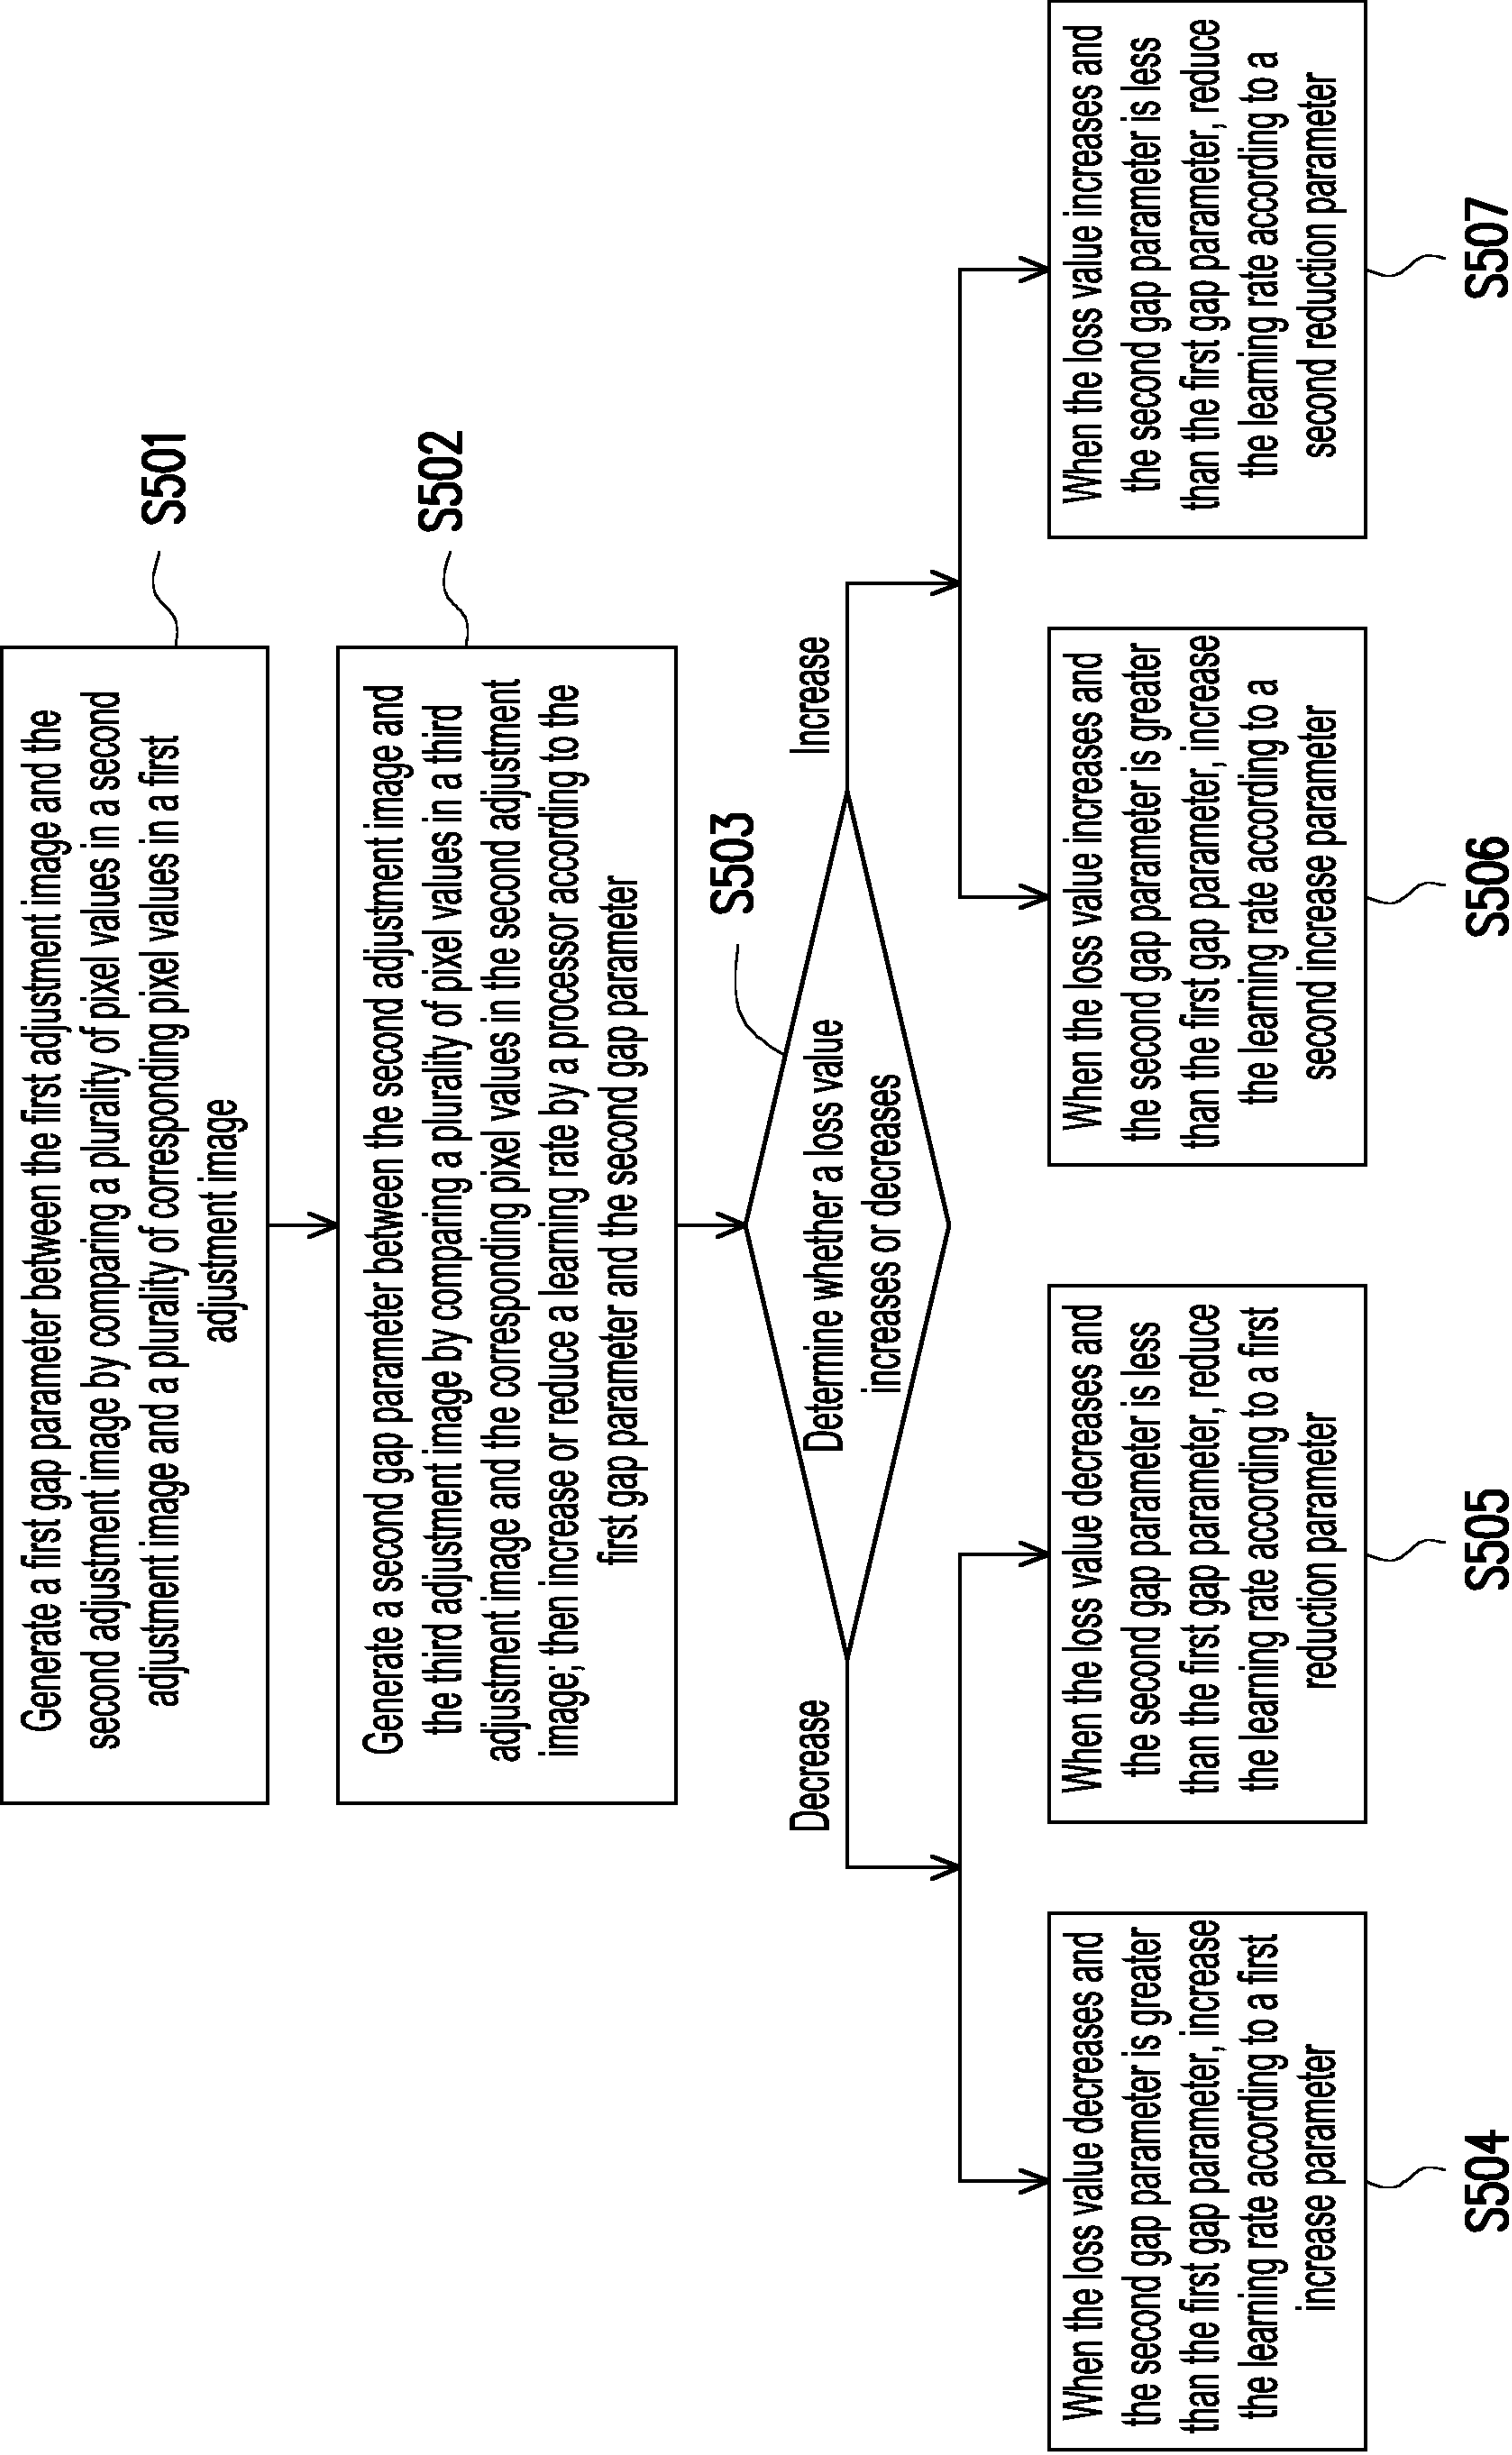 Generate a first gap parameter between the first adjustment image and the
second adjustment image by comparing a plurality of pixel values in a second
adjustment image and a plurality of corresponding pixel values in a first
adjustment image
S501
Generate a second gap parameter between the second adjustment image and
the third adjustment image by comparing a plurality of pixel values in a third
adjustment image and the corresponding pixel values in the second adjustment
image; then increase or reduce a learning rate by a processor according to the
first gap parameter and the second gap parameter
S502
S503
Determine whether a loss value
increases or decreases
Decrease
Increase
When the loss value decreases and
the second gap parameter is greater
than the first gap parameter, increase
the learning rate according to a first
increase parameter
S504
When the loss value decreases and
the second gap parameter is less
than the first gap parameter, reduce
the learning rate according to a first
reduction parameter
S505
When the loss value increases and
the second gap parameter is greater
than the first gap parameter, increase
the learning rate according to a
second increase parameter
S506
When the loss value increases and
the second gap parameter is less
than the first gap parameter, reduce
the learning rate according to a
second reduction parameter
S507